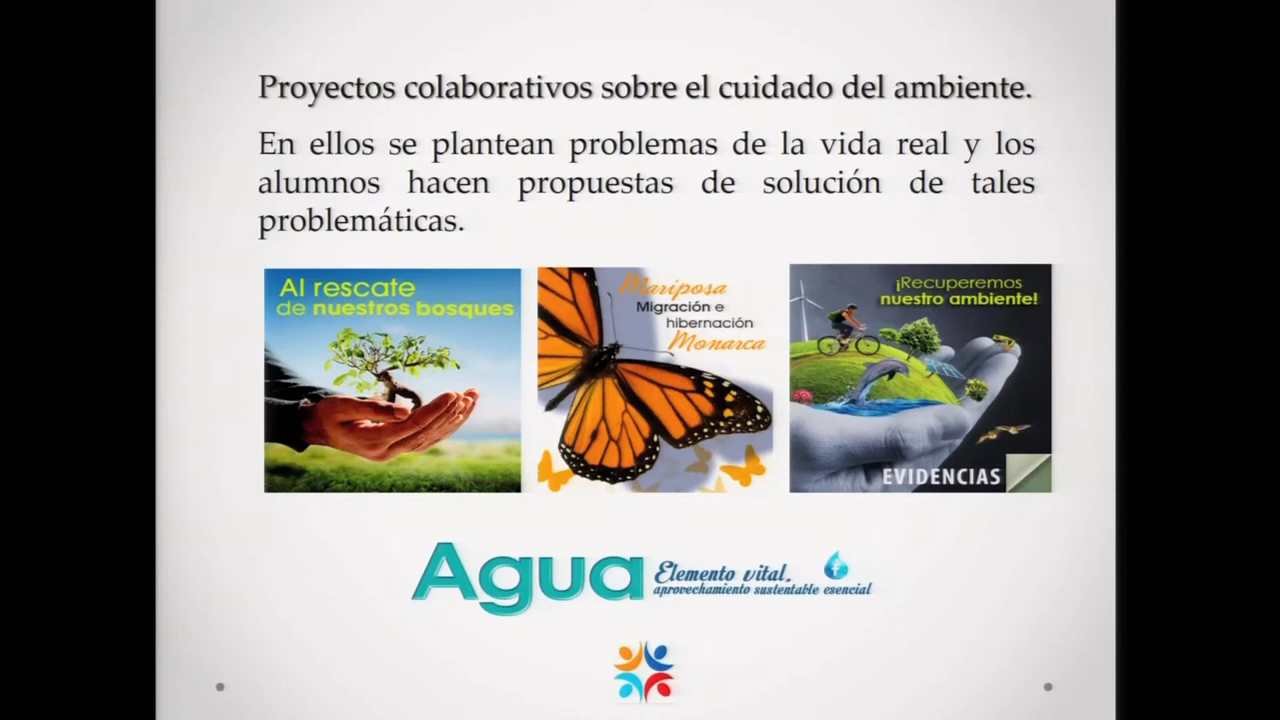 Proyectos colaborativos sobre el cuidado del ambiente.
En ellos se plantean problemas de la vida real y los
alumnos hacen propuestas de solución de tales
problemáticas.
Al rescate
de nuestros bosques
Mariposa
Migración e
hibernación
Monarca
¡Recuperemos
nuestro ambiente!
EVIDENCIAS
Agua
Elemento vital,
aprovechamiento sustentable esencial